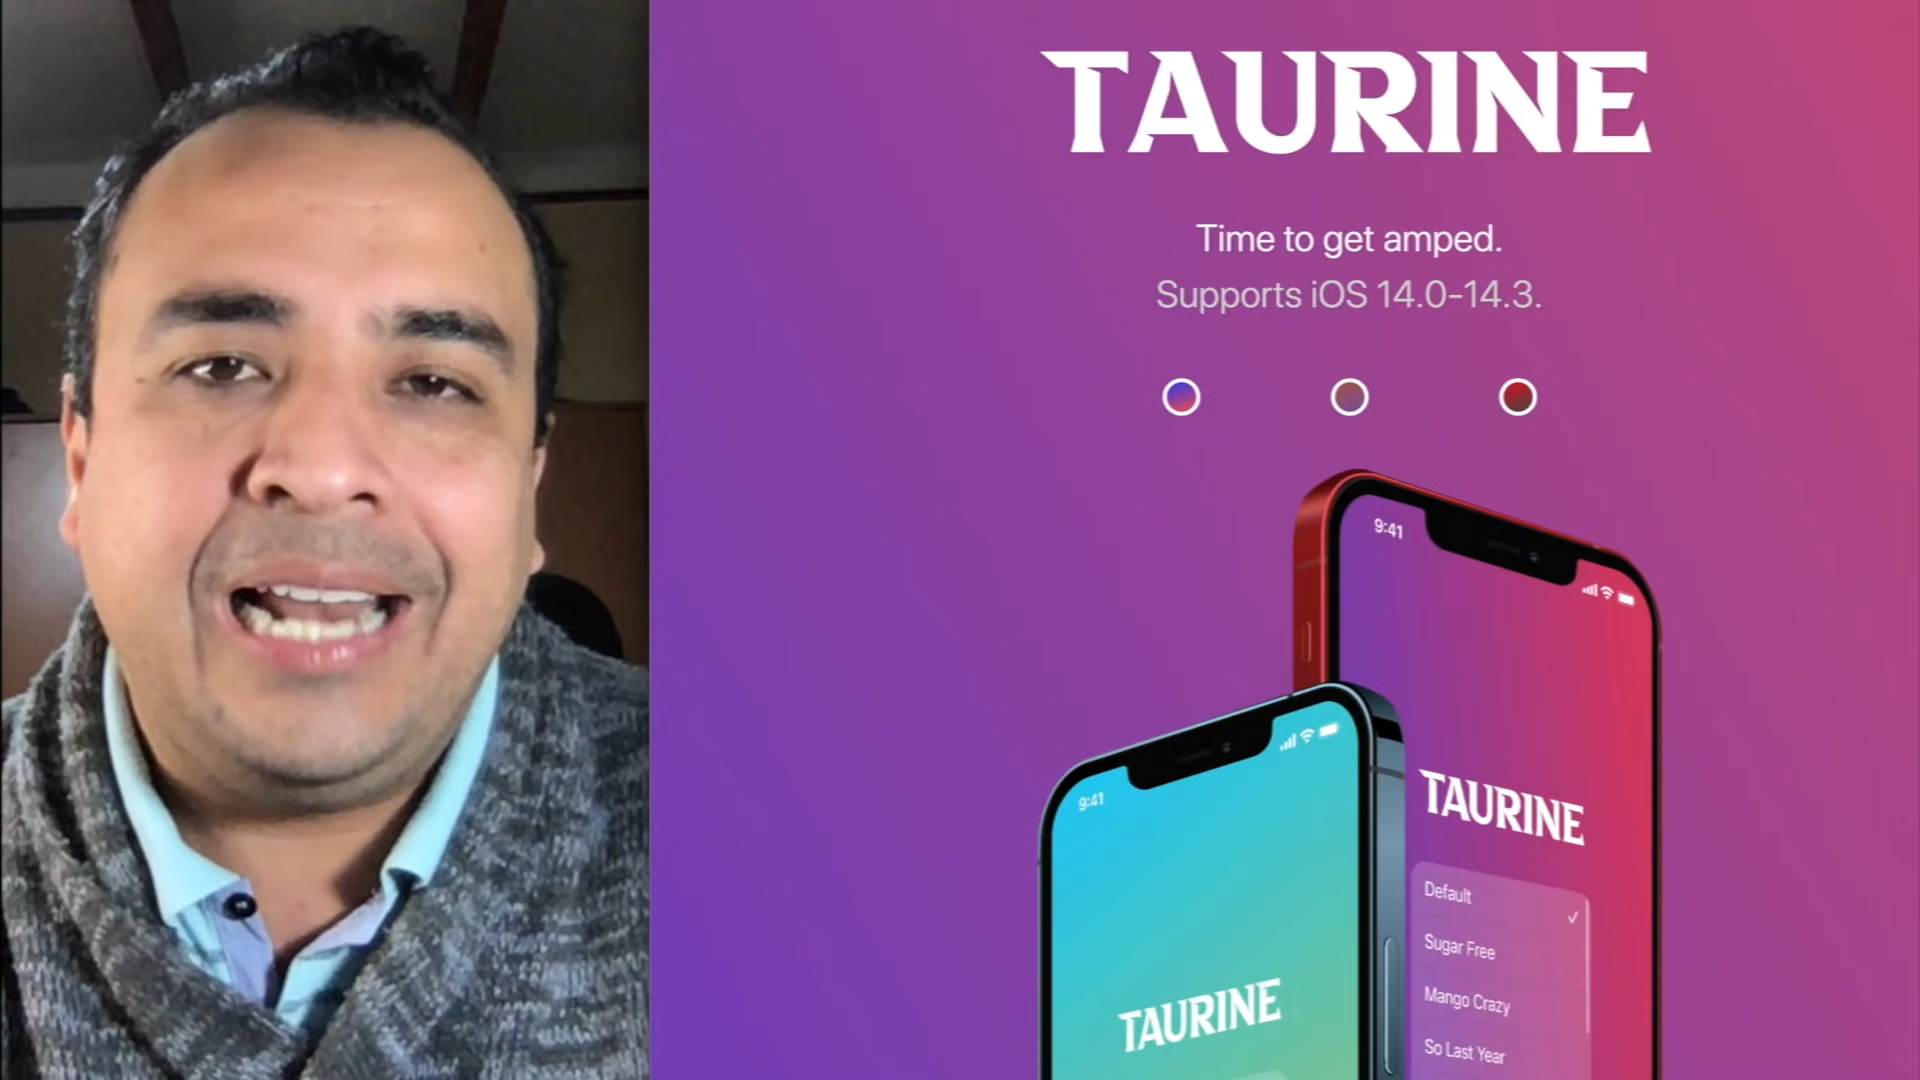 TAURINE
Time to get amped.
Supports iOS 14.0-14.3.
9:41
TAURINE
Default
Sugar Free
Mango Crazy
So Last Year
9:41
TAURINE